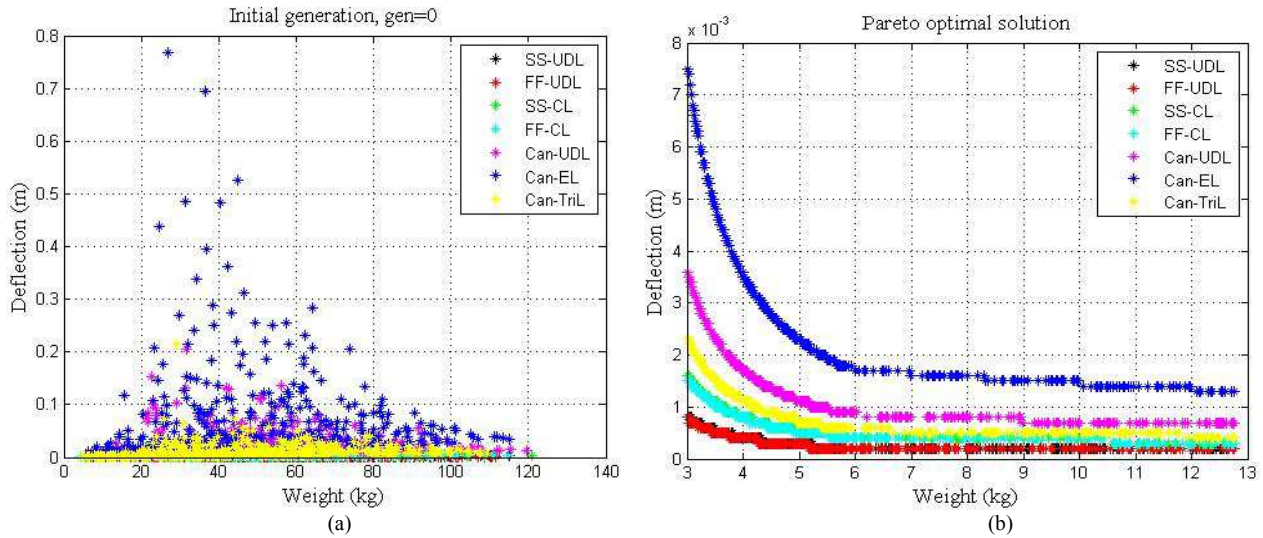 Initial generation, gen=0
0.8
0.7
0.6
0.5
0.4
0.3
0.2
0.1
0
Deflection (m)
SS-UDL
FF-UDL
SS-CL
FF-CL
Can-UDL
Can-EL
Can-TriL
0 20 40 60 80 100 120 140
Weight (kg)
(a)
Pareto optimal solution
x 10-3
8
7
6
5
4
3
2
1
0
Deflection (m)
SS-UDL
FF-UDL
SS-CL
FF-CL
Can-UDL
Can-EL
Can-TriL
3 4 5 6 7 8 9 10 11 12 13
Weight (kg)
(b)